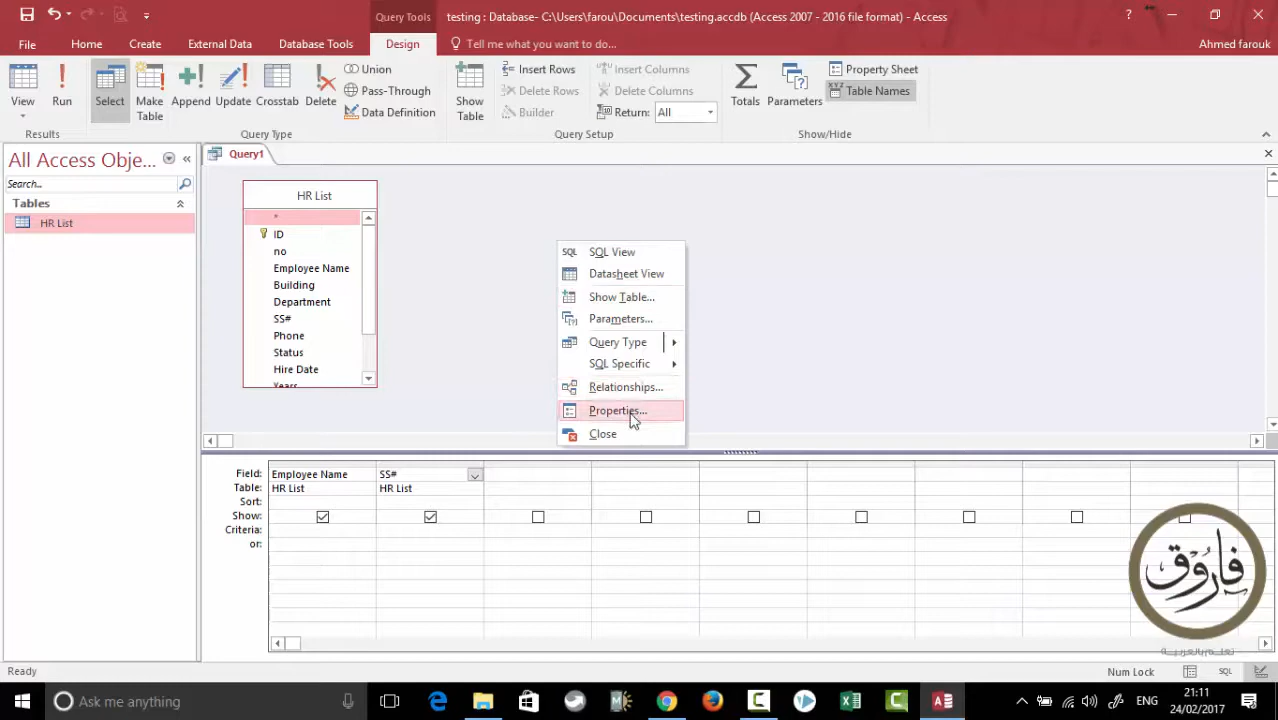 Query Tools
testing : Database- C:\Users\farou\Documents\testing.accdb (Access 2007 - 2016 file format) - Access
?
File
Home
Create
External Data
Database Tools
Design
Tell me what you want to do...
Ahmed farouk
View
Run
Select
Make Table
Append
Update
Crosstab
Delete
Union
Pass-Through
Data Definition
Show Table
Insert Rows
Delete Rows
Builder
Insert Columns
Delete Columns
Return: All
Totals
Parameters
Property Sheet
Table Names
Results
Query Type
Query Setup
Show/Hide
All Access Obje...
Search...
Tables
HR List
Query1
HR List
*
ID
no
Employee Name
Building
Department
SS#
Phone
Status
Hire Date
Years
SQL SQL View
Datasheet View
Show Table...
Parameters...
Query Type
SQL Specific
Relationships...
Properties...
Close
Field: Employee Name SS#
Table: HR List HR List
Sort:
Show:
Criteria:
or:
فاروق
تعلم بالعربية
Ready
Num Lock
SQL
Ask me anything
ENG
21:11
24/02/2017